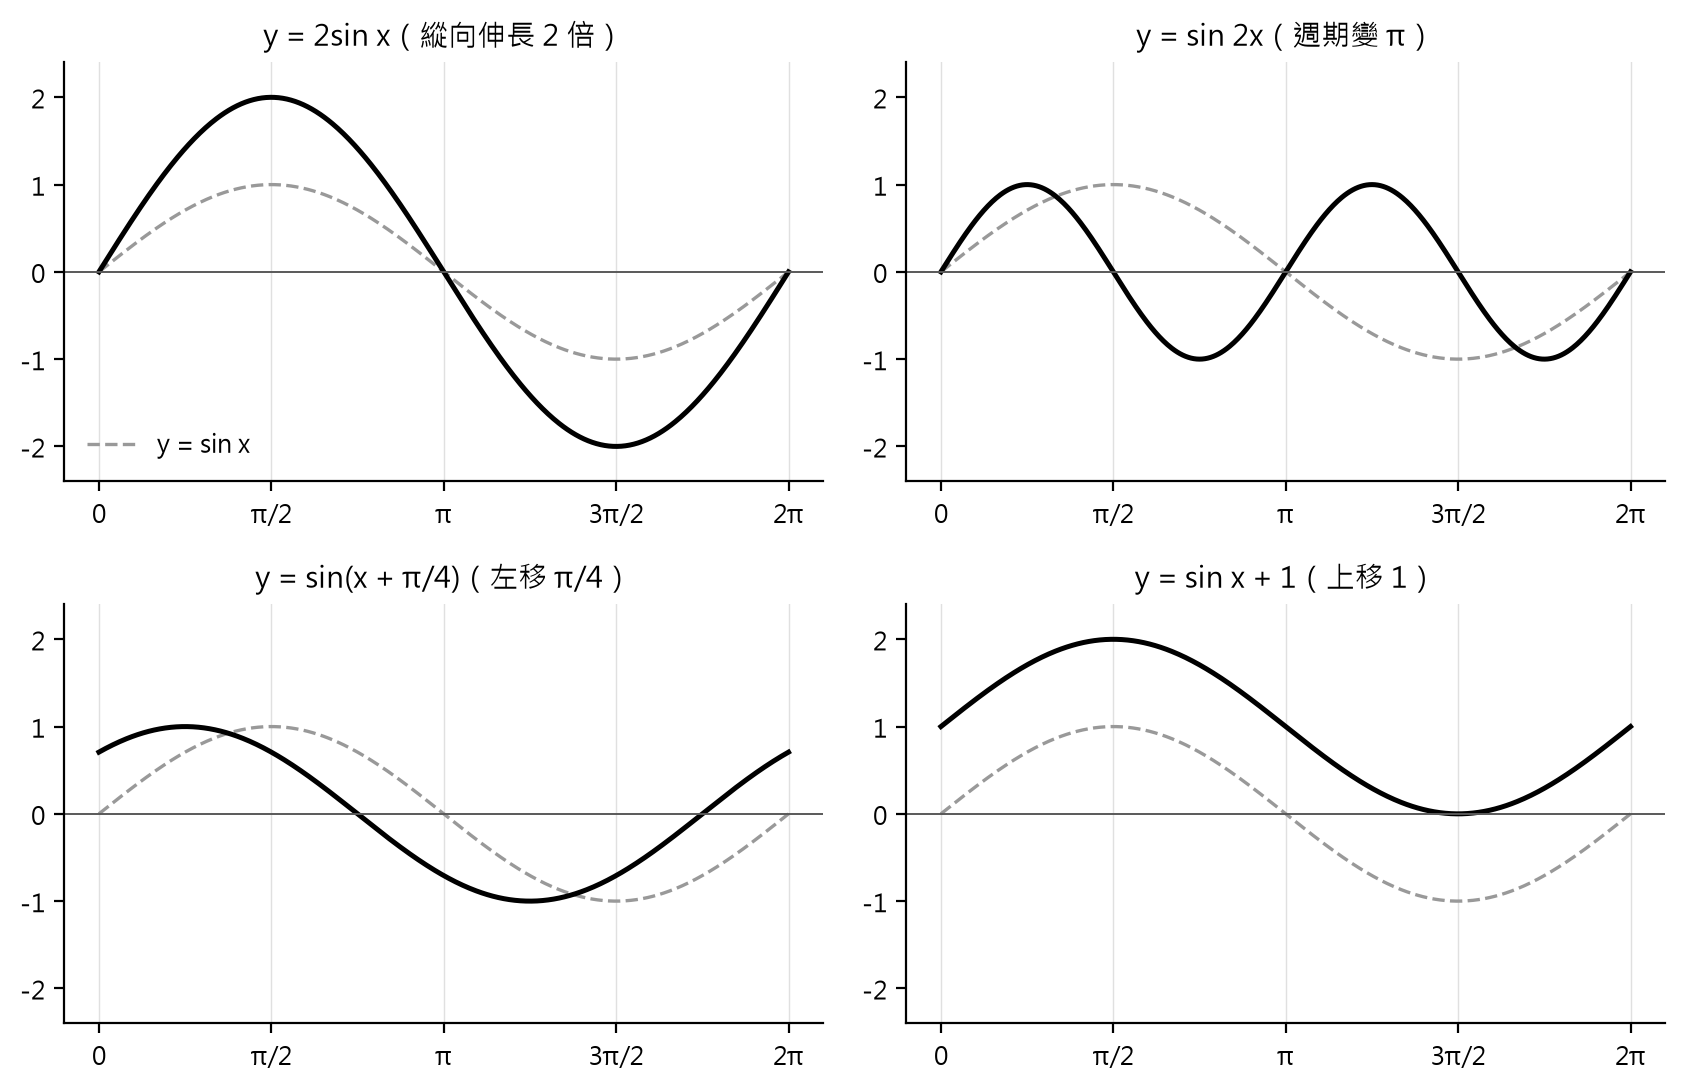 y = 2sin x ( 縱向伸長 2 倍 )
2
1
0
-1
-2
y = sin x
0 π/2 π 3π/2 2π
y = sin 2x ( 週期變 π )
2
1
0
-1
-2
0 π/2 π 3π/2 2π
y = sin(x + π/4) ( 左移 π/4 )
2
1
0
-1
-2
0 π/2 π 3π/2 2π
y = sin x + 1 ( 上移 1 )
2
1
0
-1
-2
0 π/2 π 3π/2 2π